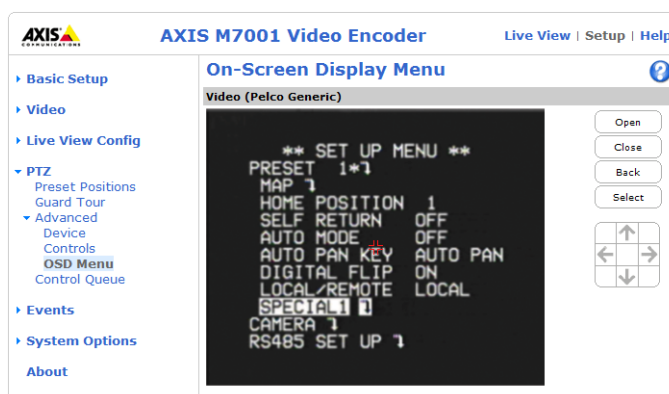 AXIS
COMMUNICATIONS
AXIS M7001 Video Encoder
Live View | Setup | Help
Basic Setup
Video
Live View Config
PTZ
Preset Positions
Guard Tour
Advanced
Device
Controls
OSD Menu
Control Queue
Events
System Options
About
On-Screen Display Menu
?
Video (Pelco Generic)
** SET UP MENU **
PRESET 1*
MAP
HOME POSITION 1
SELF RETURN OFF
AUTO MODE OFF
AUTO PAN KEY AUTO PAN
DIGITAL FLIP ON
LOCAL/REMOTE LOCAL
SPECIAL1
CAMERA
RS485 SET UP
Open
Close
Back
Select